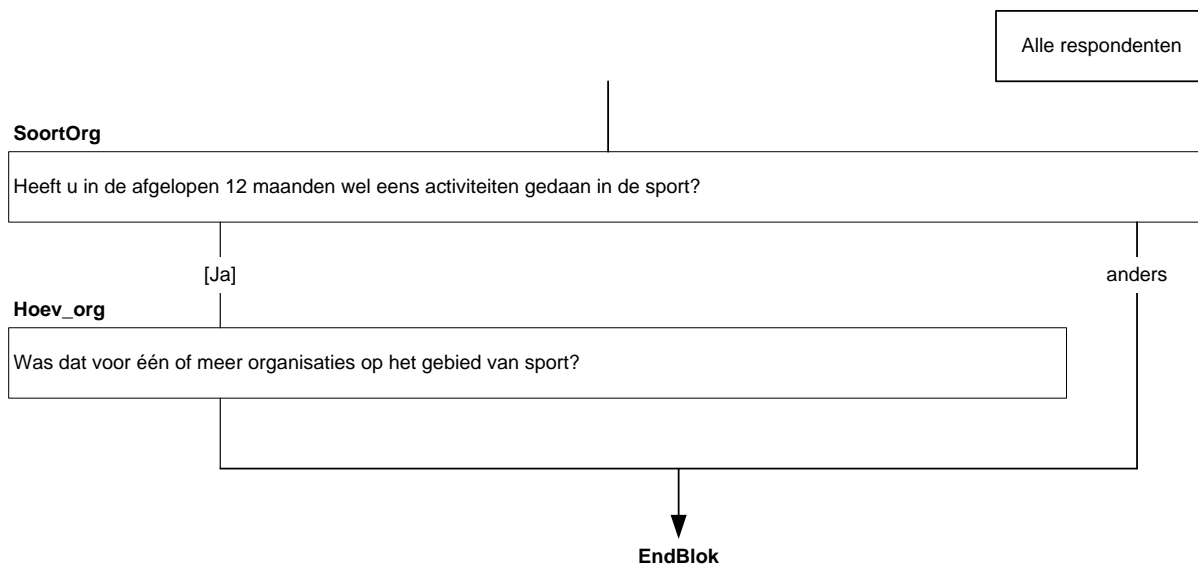 Alle respondenten
SoortOrg
Heeft u in de afgelopen 12 maanden wel eens activiteiten gedaan in de sport?
[Ja]
anders
Hoev_org
Was dat voor één of meer organisaties op het gebied van sport?
EndBlok